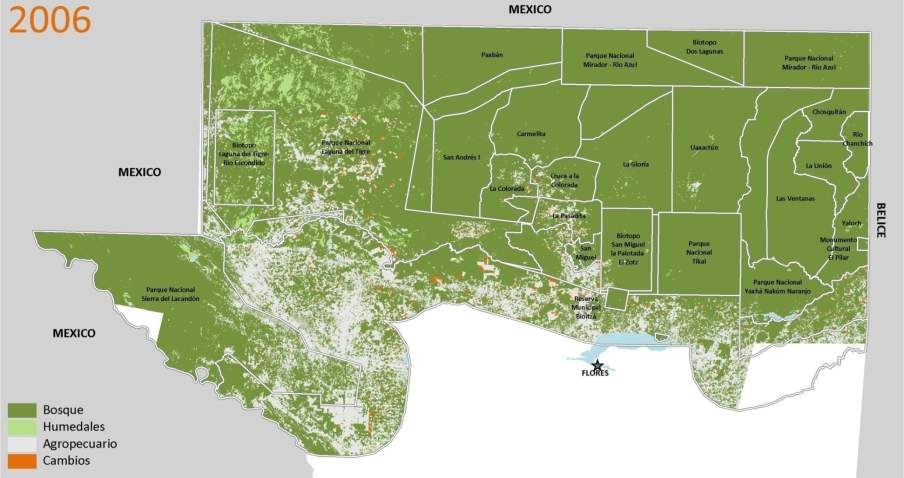 2006
MEXICO
Paxbán
Parque Nacional
Mirador - Río Azul
Biotopo
Dos Lagunas
Parque Nacional
Mirador - Río Azul
Biotopo
Laguna del Tigre-
Río Escondido
Parque Nacional
Laguna del Tigre
San Andrés I
Carmelita
La Colorada
Cruce a la
Colorada
La Pasadita
San
Miguel
La Gloria
Uaxactún
Chosquitán
Río
Chanchich
La Unión
Las Ventanas
Yaloch
Monumento
Cultural
El Pilar
MEXICO
BELICE
Biotopo
San Miguel
la Palotada
El Zotz
Parque
Nacional
Tikal
Parque Nacional
Yaxhá Nakúm Naranjo
Parque Nacional
Sierra del Lacandón
Reserva
Municipal
Bioitzá
MEXICO
FLORES
Bosque
Humedales
Agropecuario
Cambios